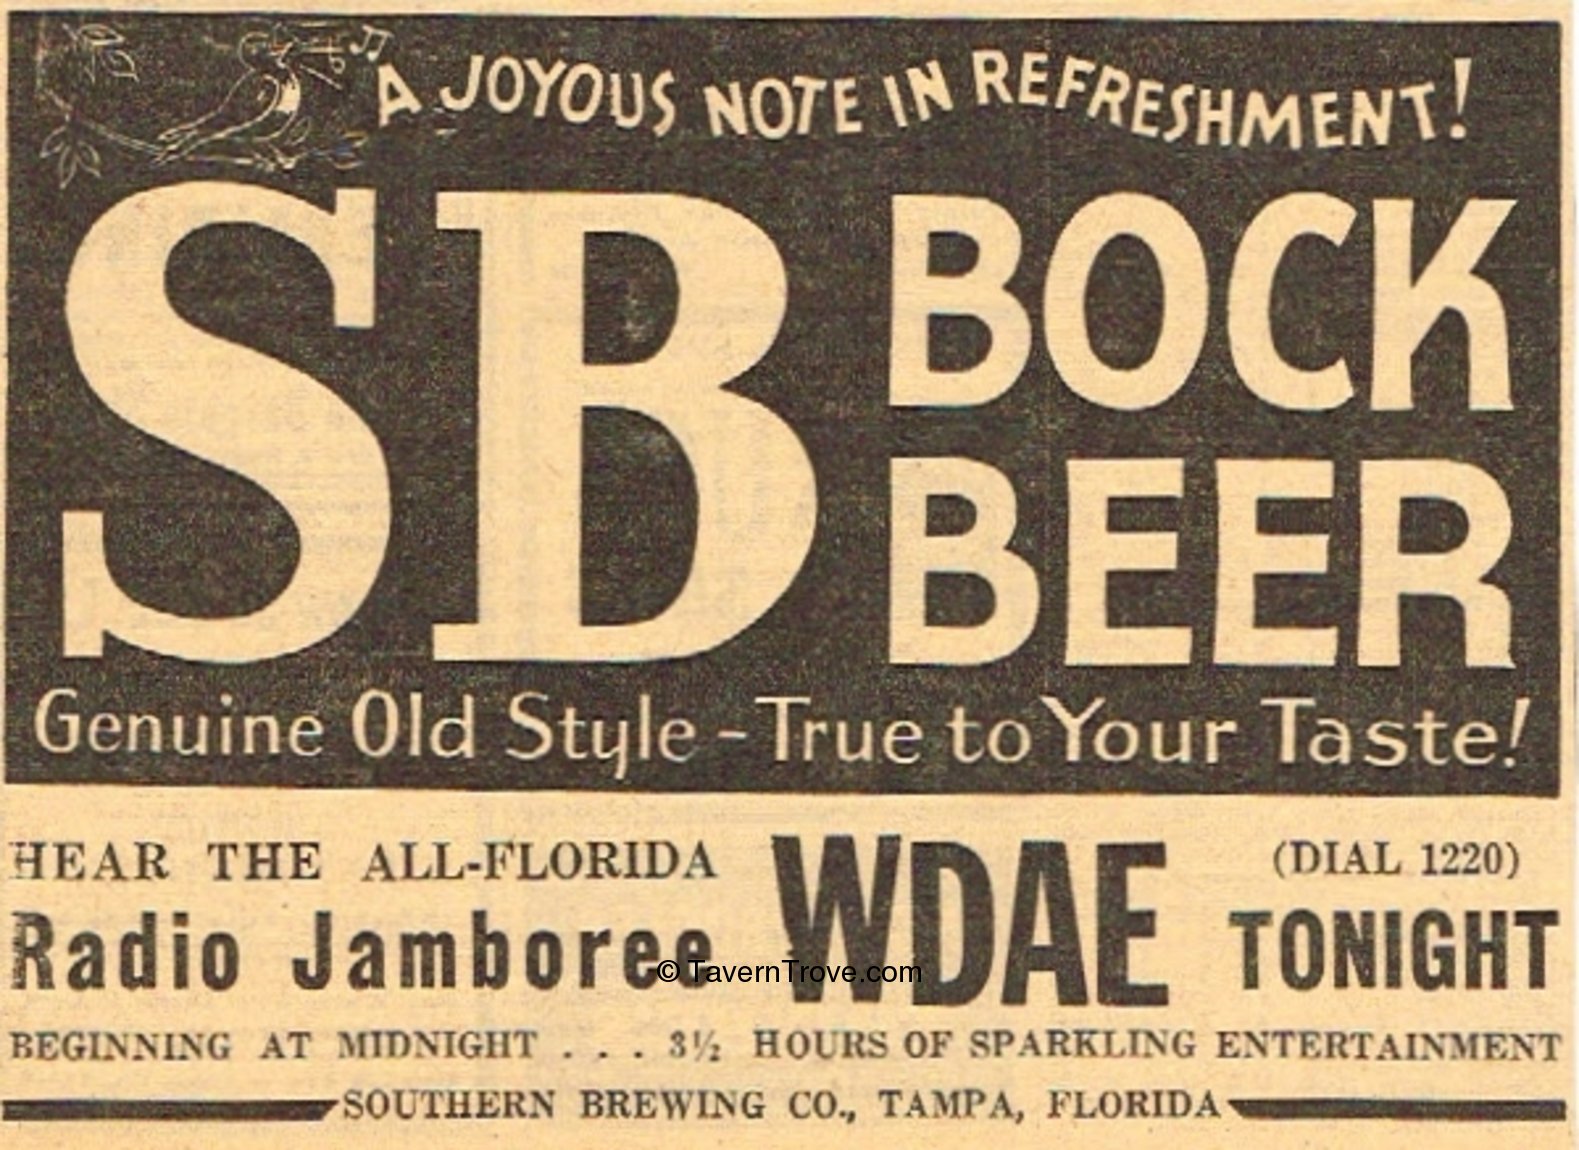 A JOYOUS NOTE IN REFRESHMENT!
SB BOCK
BEER
Genuine Old Style - True to Your Taste!
HEAR THE ALL-FLORIDA WDAE (DIAL 1220)
Radio Jamboree TONIGHT
© TavernTrove.com
BEGINNING AT MIDNIGHT . . . 3½ HOURS OF SPARKLING ENTERTAINMENT
SOUTHERN BREWING CO., TAMPA, FLORIDA